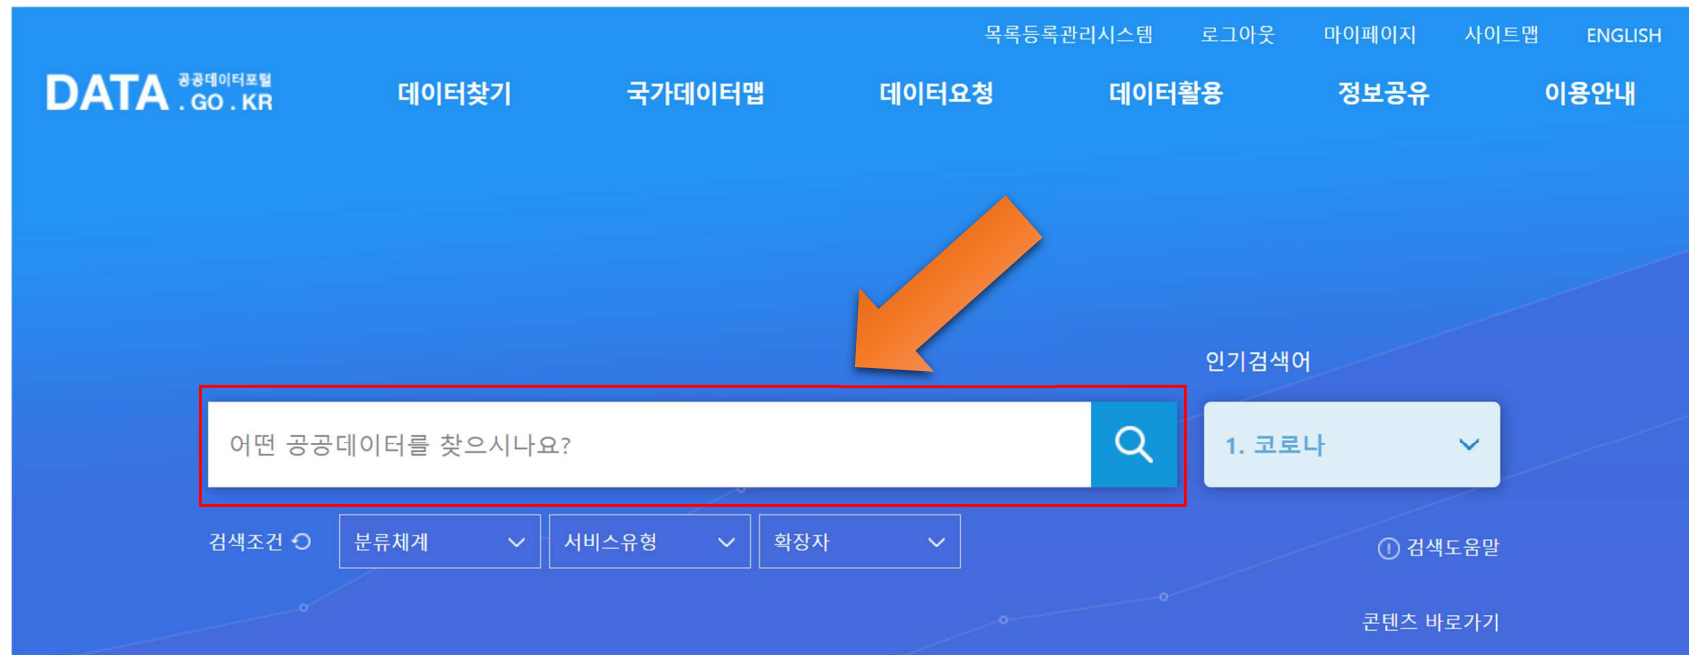 목록등록관리시스템 로그아웃 마이페이지 사이트맵 ENGLISH
DATA 공공데이터포털
.GO.KR
데이터찾기 국가데이터맵 데이터요청 데이터활용 정보공유 이용안내
인기검색어
어떤 공공데이터를 찾으시나요?
1. 코로나
검색조건 분류체계 서비스유형 확장자
검색도움말
콘텐츠 바로가기